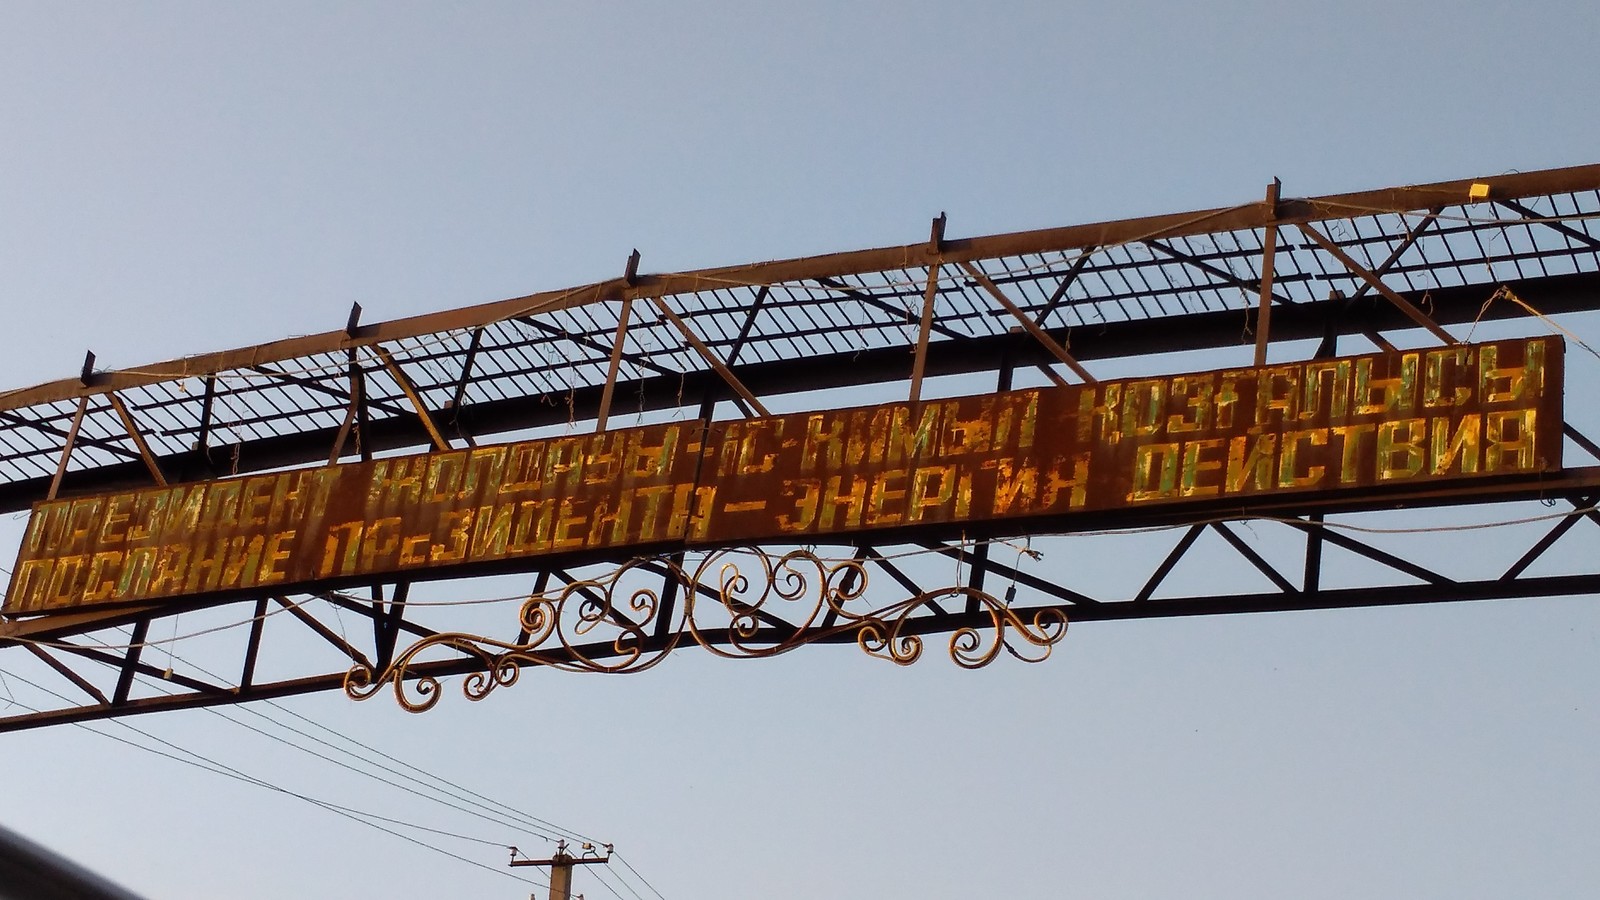 ПРЕЗИДЕНТ ЖОЛДАУЫ-ІС ҚИМЫЛ ҚОЗҒАЛЫСЫ
ПОСЛАНИЕ ПРЕЗИДЕНТА – ЭНЕРГИЯ ДЕЙСТВИЯ